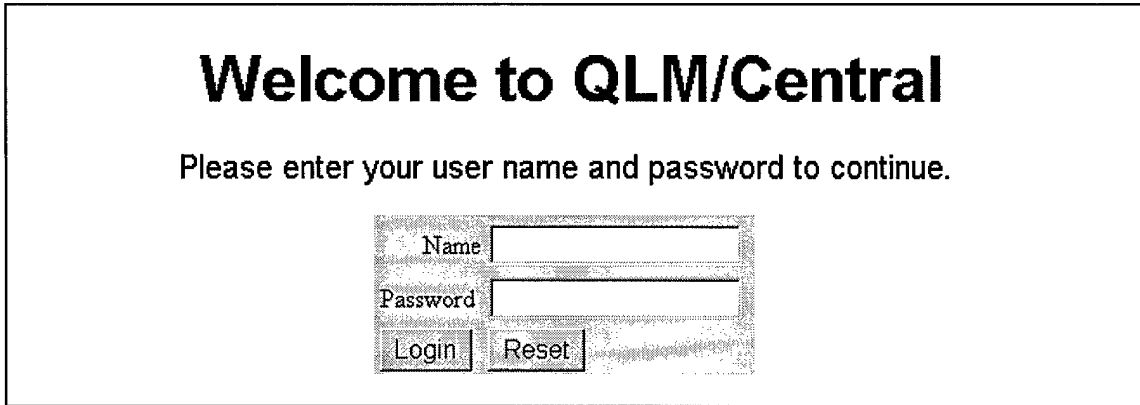 Welcome to QLM/Central
Please enter your user name and password to continue.
Name
Password
Login Reset